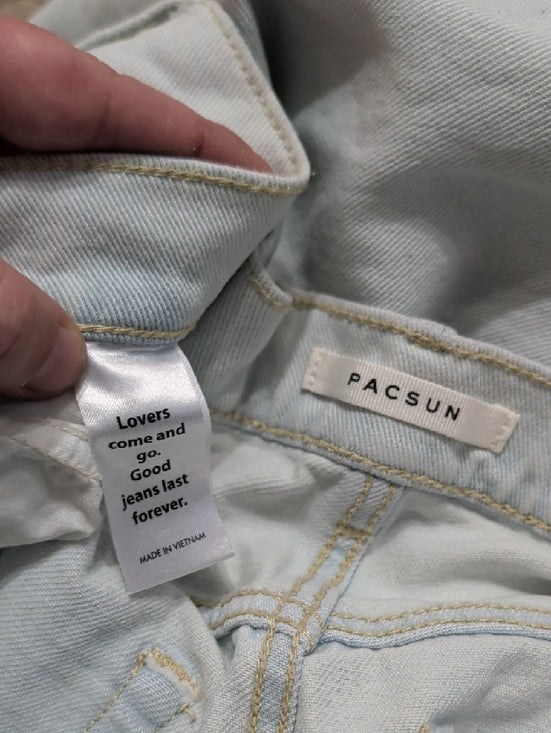 PACSUN
Lovers
come and
go.
Good
jeans last
forever.
MADE IN VIETNAM